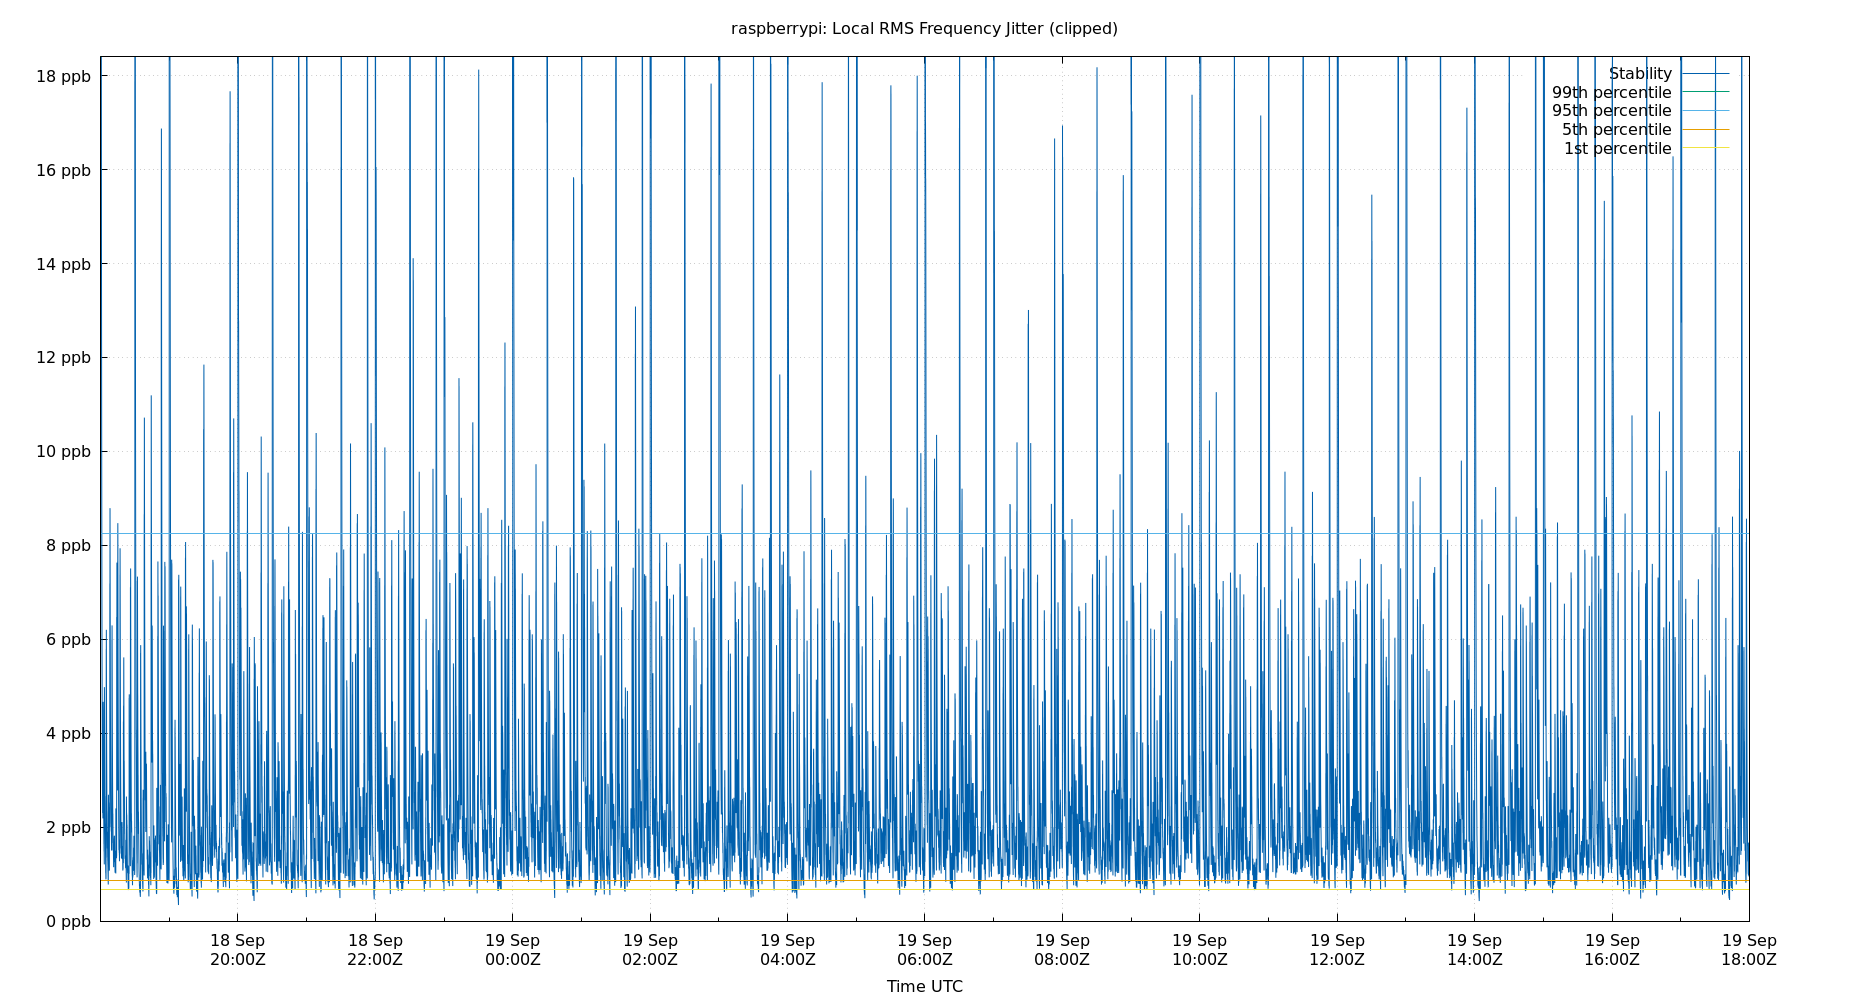 raspberrypi: Local RMS Frequency Jitter (clipped)
18 ppb
16 ppb
14 ppb
12 ppb
10 ppb
8 ppb
6 ppb
4 ppb
2 ppb
0 ppb
Stability
99th percentile
95th percentile
5th percentile
1st percentile
18 Sep
20:00Z
18 Sep
22:00Z
19 Sep
00:00Z
19 Sep
02:00Z
19 Sep
04:00Z
19 Sep
06:00Z
19 Sep
08:00Z
19 Sep
10:00Z
19 Sep
12:00Z
19 Sep
14:00Z
19 Sep
16:00Z
19 Sep
18:00Z
Time UTC